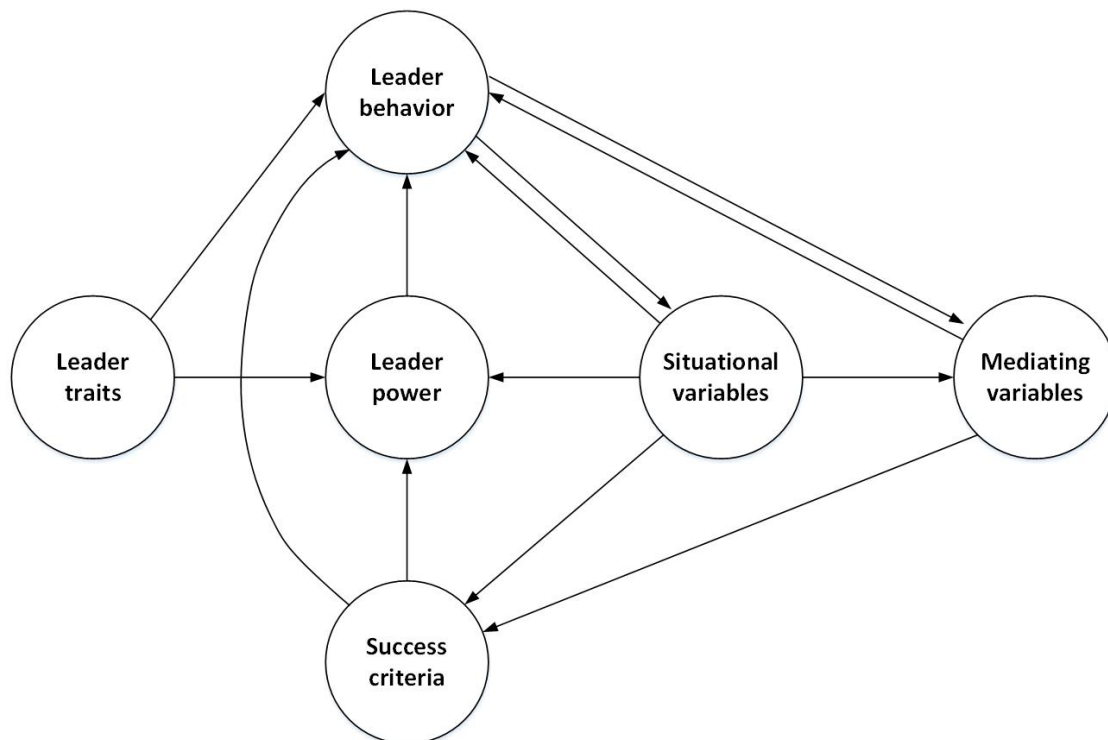 Leader
behavior
Leader
traits
Leader
power
Situational
variables
Mediating
variables
Success
criteria